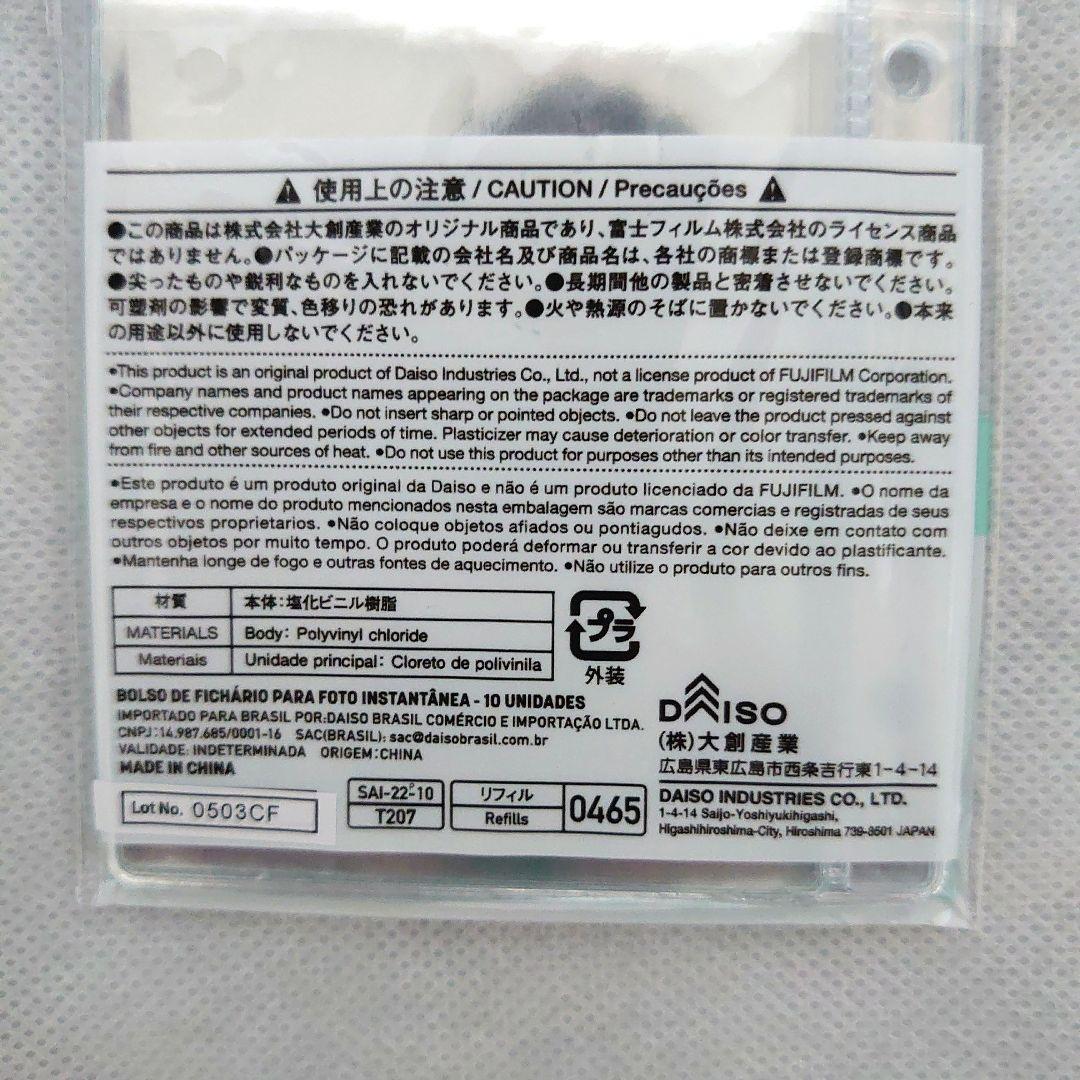 使用上の注意 / CAUTION / Precauções
●この商品は株式会社大創産業のオリジナル商品であり、富士フィルム株式会社のライセンス商品
ではありません。●パッケージに記載の会社名及び商品名は、各社の商標または登録商標です。
●尖ったものや鋭利なものを入れないでください。●長期間他の製品と密着させないでください。
可塑剤の影響で変質、色移りの恐れがあります。●火や熱源のそばに置かないでください。●本来
の用途以外に使用しないでください。
●This product is an original product of Daiso Industries Co., Ltd., not a license product of FUJIFILM Corporation.
●Company names and product names appearing on the package are trademarks or registered trademarks of
their respective companies. ●Do not insert sharp or pointed objects. ●Do not leave the product pressed against
other objects for extended periods of time. Plasticizer may cause deterioration or color transfer. ●Keep away
from fire and other sources of heat. ●Do not use this product for purposes other than its intended purposes.
●Este produto é um produto original da Daiso e não é um produto licenciado da FUJIFILM. ●O nome da
empresa e o nome do produto mencionados nesta embalagem são marcas comercias e registradas de seus
respectivos proprietarios. ●Não coloque objetos afiados ou pontiagudos. ●Não deixe em contato com
outros objetos por muito tempo. O produto poderá deformar ou transferir a cor devido ao plastificante.
●Mantenha longe de fogo e outras fontes de aquecimento. ●Não utilize o produto para outros fins.
材質 本体：塩化ビニル樹脂
MATERIALS Body: Polyvinyl chloride
Materiais Unidade principal: Cloreto de polivinila
プラ
外装
BOLSO DE FICHÁRIO PARA FOTO INSTANTÂNEA - 10 UNIDADES
IMPORTADO PARA BRASIL POR:DAISO BRASIL COMÉRCIO E IMPORTAÇÃO LTDA.
CNPJ:14.987.685/0001-16 SAC(BRASIL): sac@daisobrasil.com.br
VALIDADE: INDETERMINADA ORIGEM:CHINA
MADE IN CHINA
Lot No. 0503CF
SAI-22-P-10
T207
リフィル
Refills
0465
DAISO
(株)大創産業
広島県東広島市西条吉行東1-4-14
DAISO INDUSTRIES CO., LTD.
1-4-14 Saijo-Yoshiyukihigashi,
Higashihiroshima-City, Hiroshima 739-8501 JAPAN